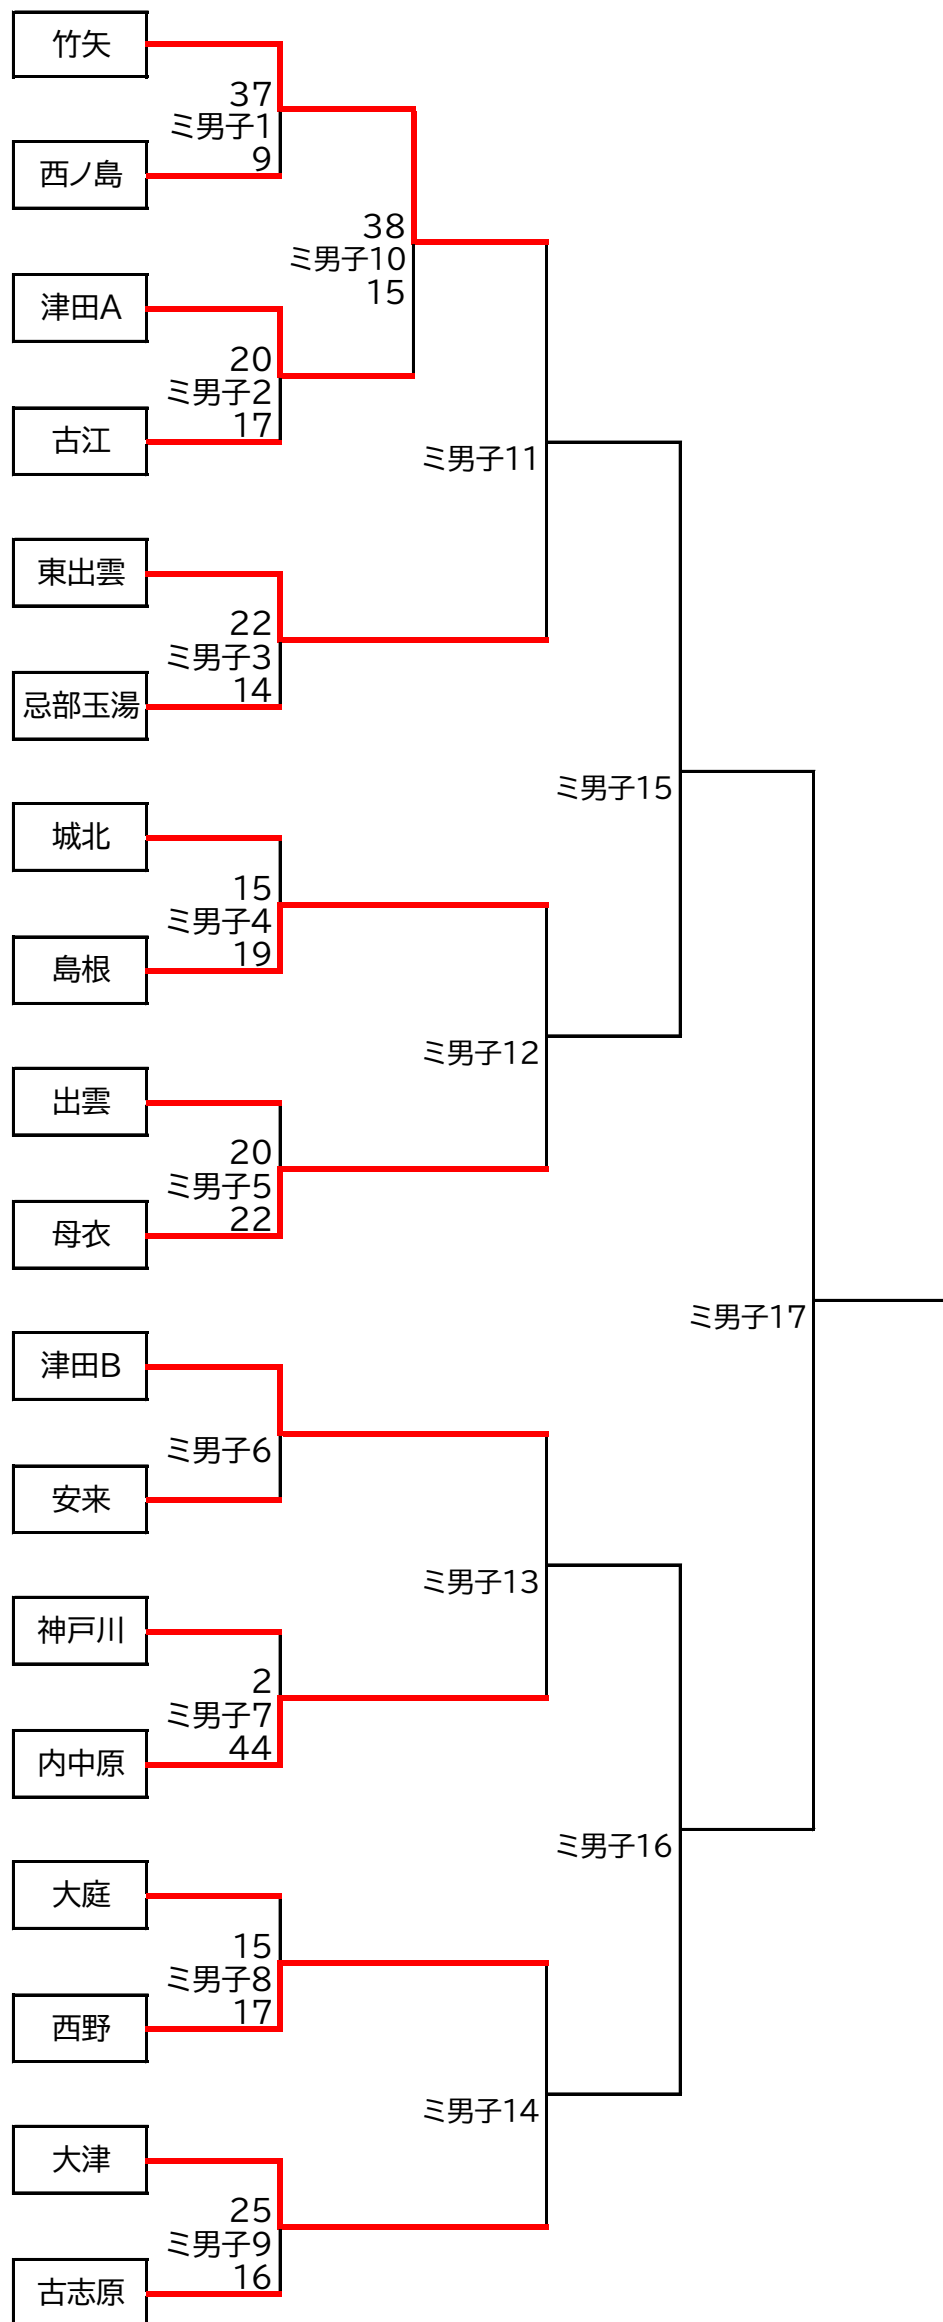 竹矢
37
ミ男子1
9
西ノ島
38
ミ男子10
15
津田A
20
ミ男子2
17
古江
ミ男子11
東出雲
22
ミ男子3
14
忌部玉湯
ミ男子15
城北
15
ミ男子4
19
島根
ミ男子12
出雲
20
ミ男子5
22
母衣
ミ男子17
津田B
ミ男子6
安来
ミ男子13
神戸川
2
ミ男子7
44
内中原
ミ男子16
大庭
15
ミ男子8
17
西野
ミ男子14
大津
25
ミ男子9
16
古志原